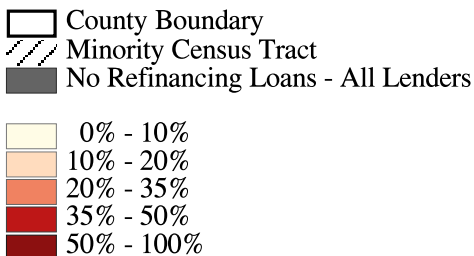 County Boundary
Minority Census Tract
No Refinancing Loans - All Lenders
0% - 10%
10% - 20%
20% - 35%
35% - 50%
50% - 100%